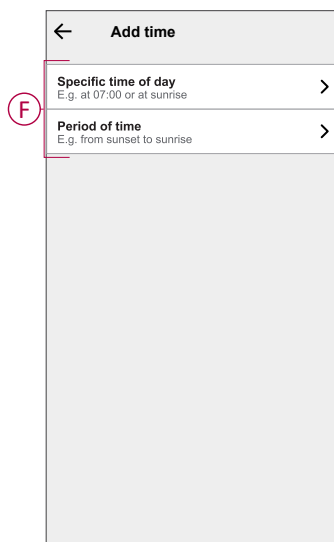 Add time
Specific time of day
E.g. at 07:00 or at sunrise
F
Period of time
E.g. from sunset to sunrise